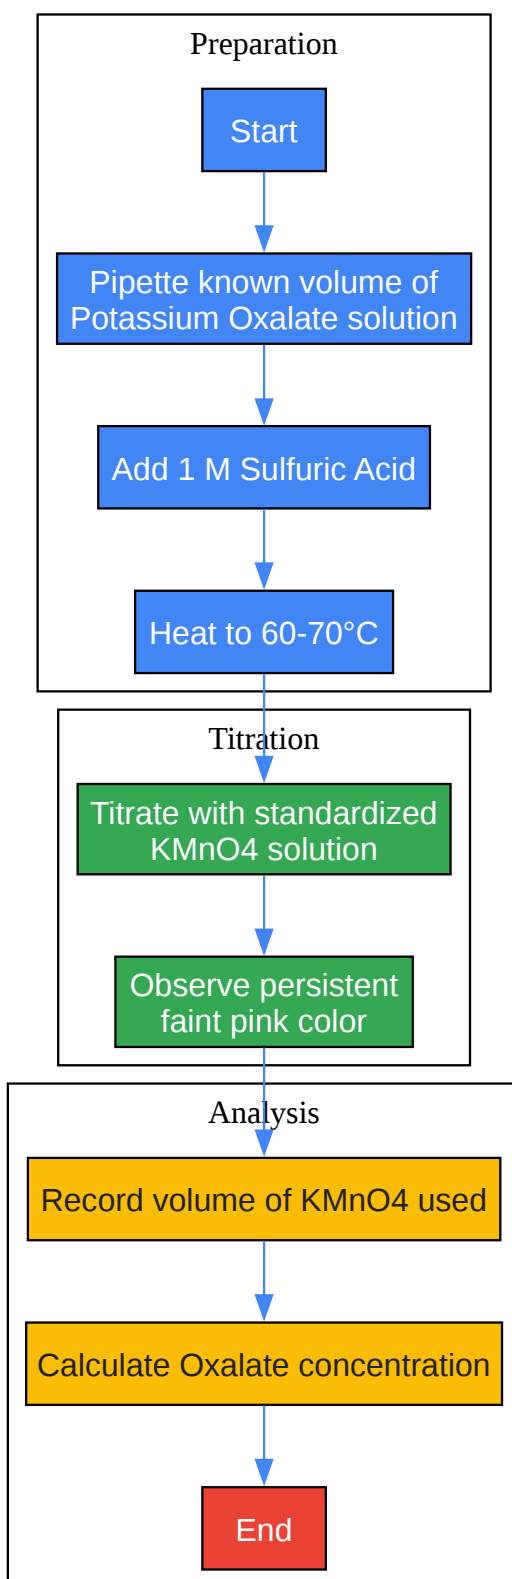 Preparation
Start
Pipette known volume of
Potassium Oxalate solution
Add 1 M Sulfuric Acid
Heat to 60-70°C
Titration
Titrate with standardized
KMnO4 solution
Observe persistent
faint pink color
Analysis
Record volume of KMnO4 used
Calculate Oxalate concentration
End